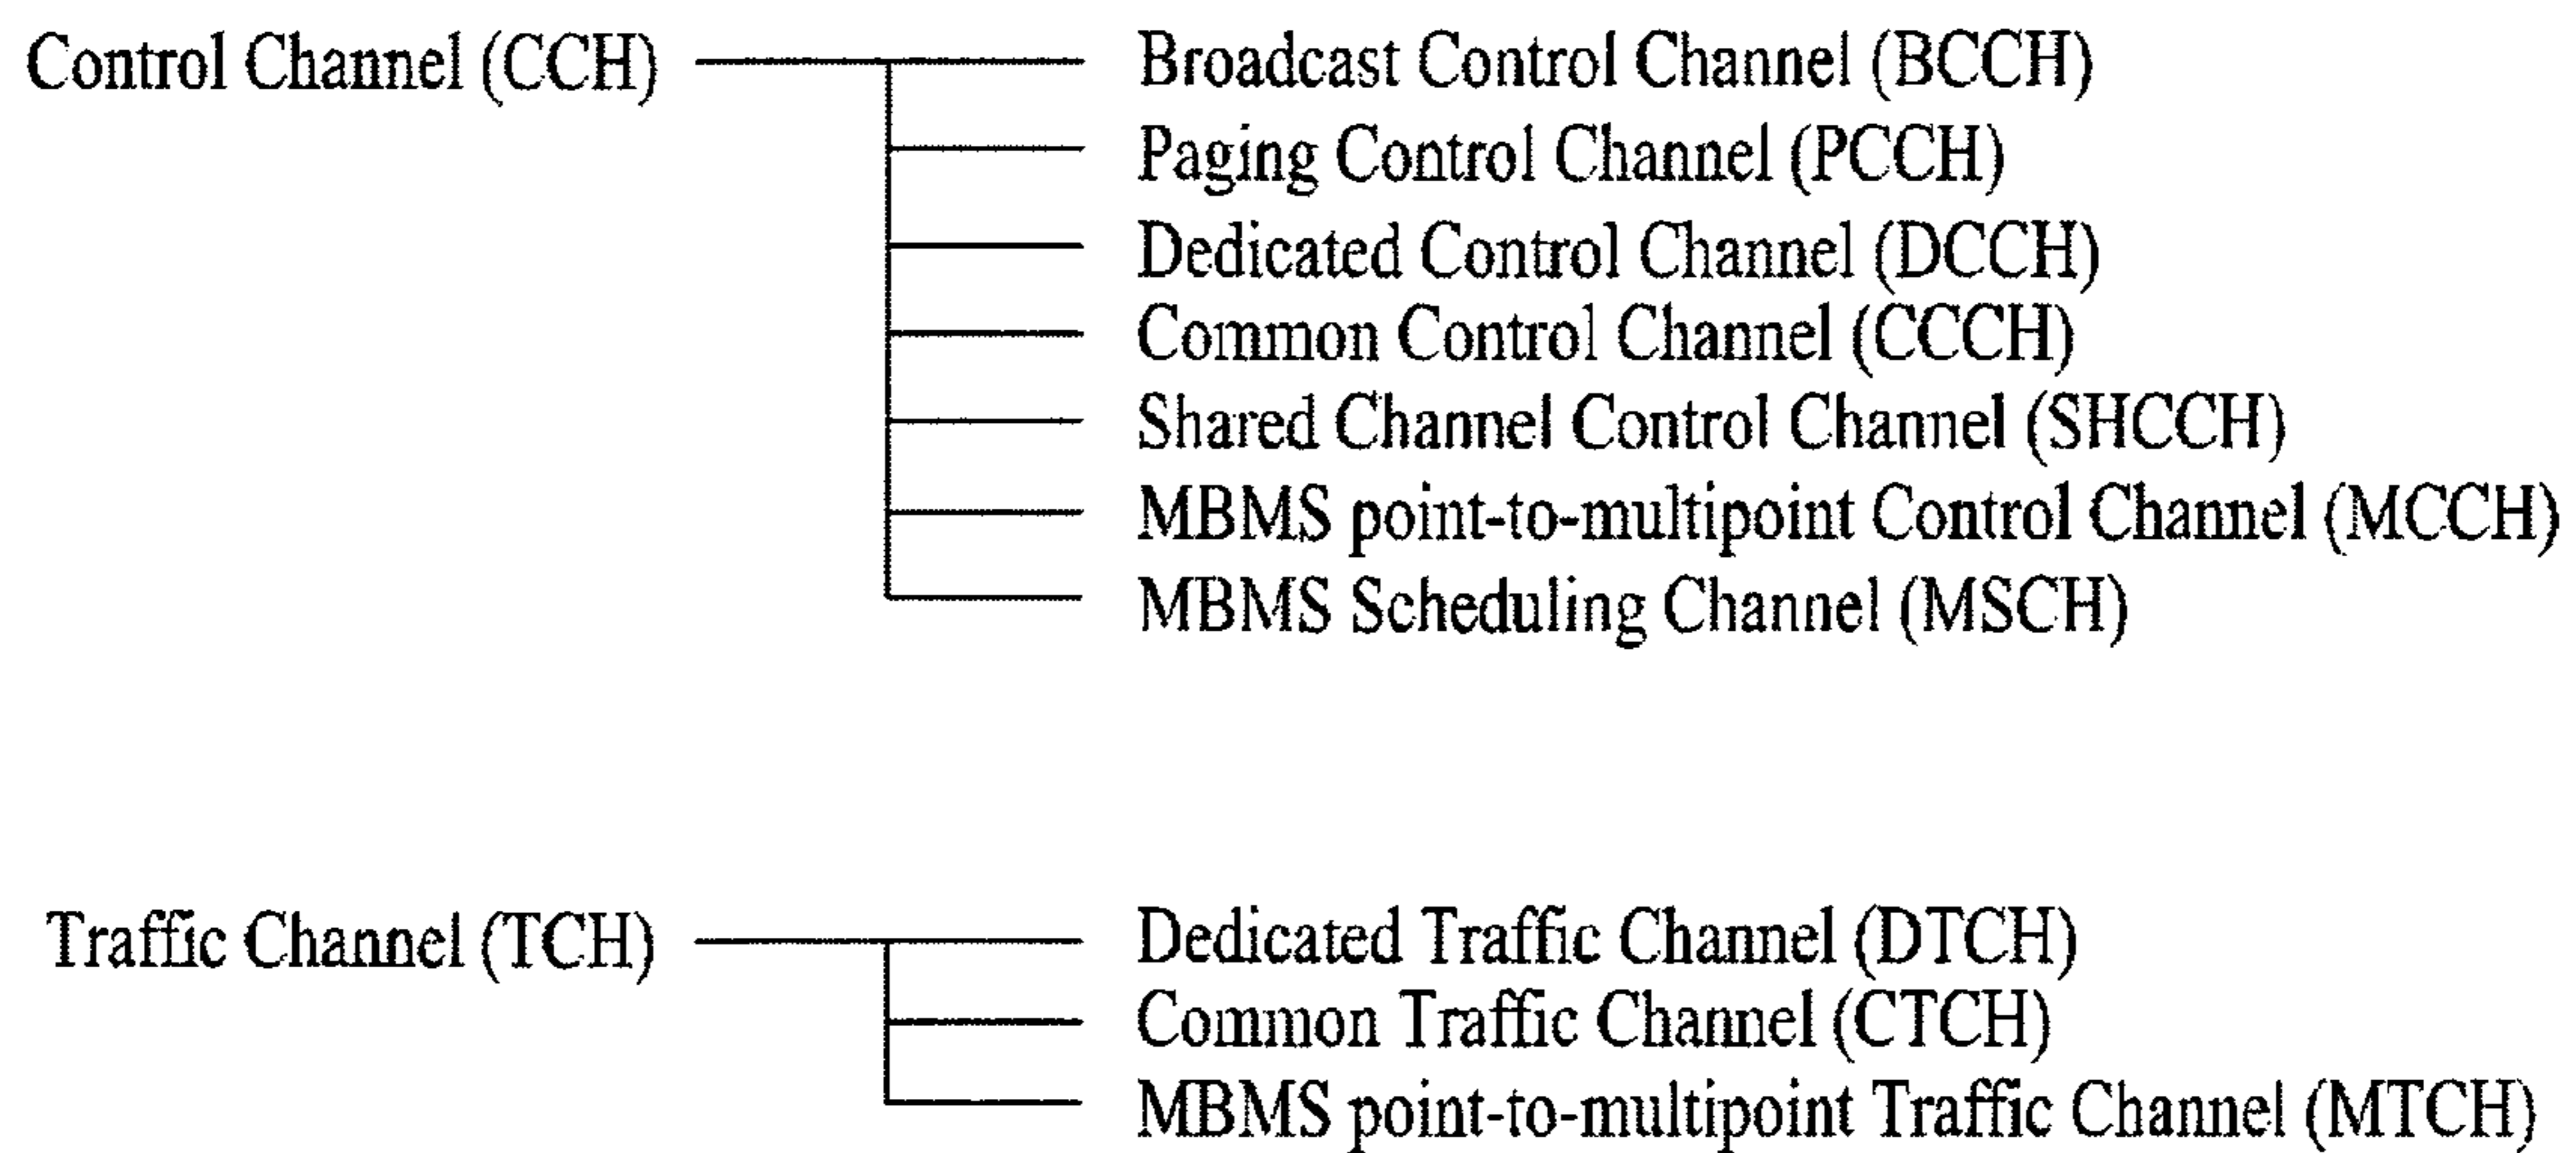 Control Channel (CCH)
Broadcast Control Channel (BCCH)
Paging Control Channel (PCCH)
Dedicated Control Channel (DCCH)
Common Control Channel (CCCH)
Shared Channel Control Channel (SHCCH)
MBMS point-to-multipoint Control Channel (MCCH)
MBMS Scheduling Channel (MSCH)
Traffic Channel (TCH)
Dedicated Traffic Channel (DTCH)
Common Traffic Channel (CTCH)
MBMS point-to-multipoint Traffic Channel (MTCH)